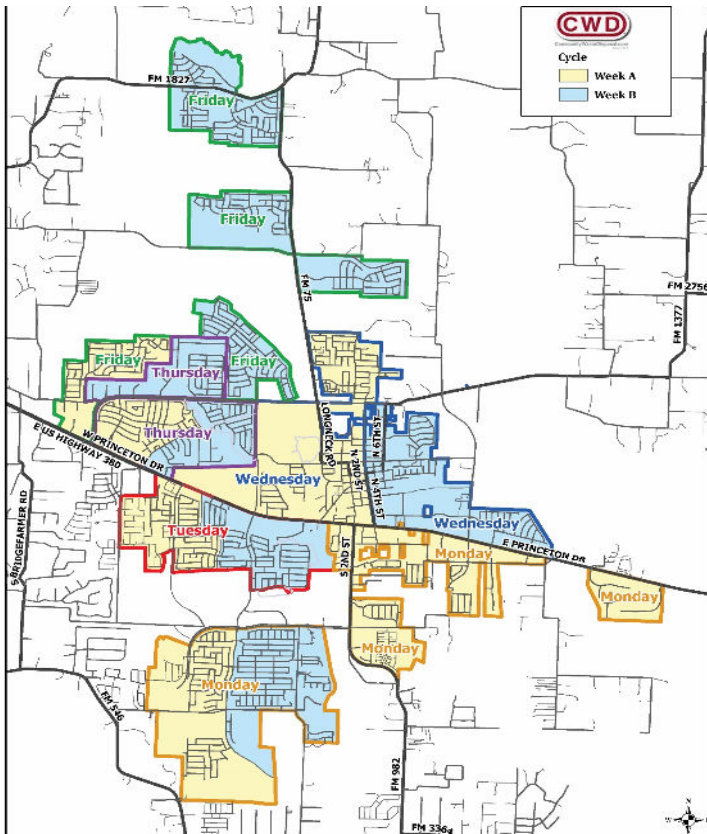 CWD
Cycle
Week A
Week B
FM 1827
Friday
Friday
FM 75
FM 2756
FM 1377
Friday
Thursday
Friday
Thursday
W PRINCETON DR
E US HIGHWAY 380
LONGNECK RD
N 2ND ST
N 6TH ST
N 4TH ST
Wednesday
Wednesday
Tuesday
S BRIDGEFARMER RD
S 2ND ST
Monday
E PRINCETON DR
Monday
Monday
Monday
FM 546
FM 982